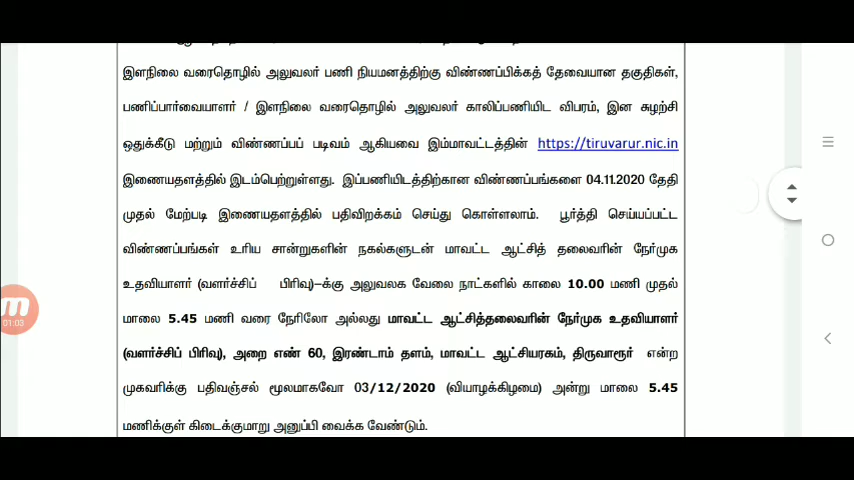 இளநிலை வரைதொழில் அலுவலர் பணி நியமனத்திற்கு விண்ணப்பிக்கத் தேவையான தகுதிகள்,
பணிப்பார்வையாளர் / இளநிலை வரைதொழில் அலுவலர் காலிப்பணியிட விபரம், இன சுழற்சி
ஒதுக்கீடு மற்றும் விண்ணப்பப் படிவம் ஆகியவை இம்மாவட்டத்தின் https://tiruvarur.nic.in
இணையதளத்தில் இடம்பெற்றுள்ளது. இப்பணியிடத்திற்கான விண்ணப்பங்களை 04.11.2020 தேதி
முதல் மேற்படி இணையதளத்தில் பதிவிறக்கம் செய்து கொள்ளலாம். பூர்த்தி செய்யப்பட்ட
விண்ணப்பங்கள் உரிய சான்றுகளின் நகல்களுடன் மாவட்ட ஆட்சித் தலைவரின் நேர்முக
உதவியாளர் (வளர்ச்சிப் பிரிவு)-க்கு அலுவலக வேலை நாட்களில் காலை 10.00 மணி முதல்
மாலை 5.45 மணி வரை நேரிலோ அல்லது மாவட்ட ஆட்சித்தலைவரின் நேர்முக உதவியாளர்
(வளர்ச்சிப் பிரிவு), அறை எண் 60, இரண்டாம் தளம், மாவட்ட ஆட்சியரகம், திருவாரூர் என்ற
முகவரிக்கு பதிவஞ்சல் மூலமாகவோ 03/12/2020 (வியாழக்கிழமை) அன்று மாலை 5.45
மணிக்குள் கிடைக்குமாறு அனுப்பி வைக்க வேண்டும்.
01:03